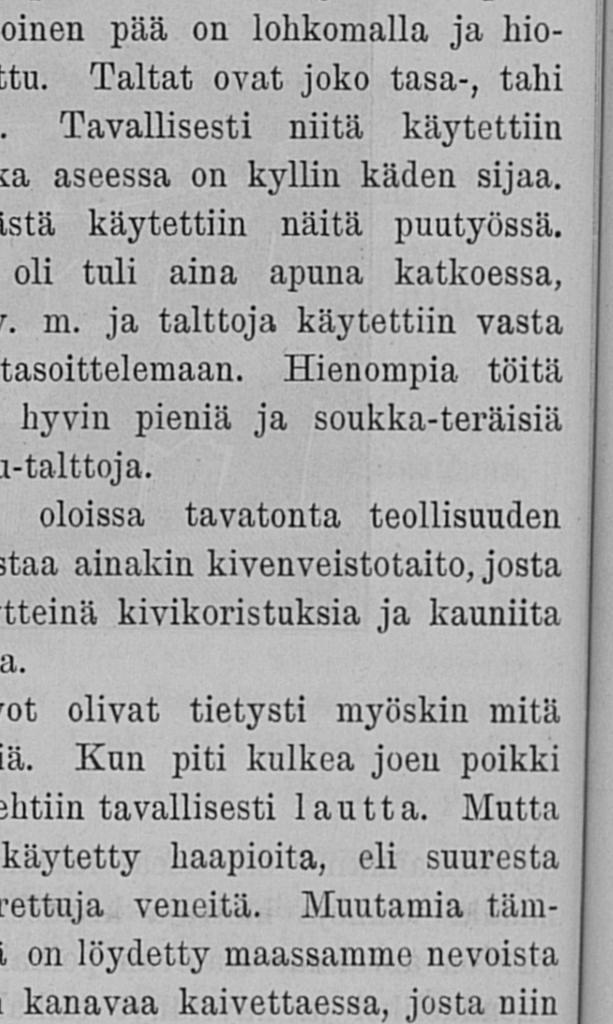 oinen pää on lohkomalla ja hio-
ttu. Taltat ovat joko tasa-, tahi
. Tavallisesti niitä käytettiin
ka aseessa on kyllin käden sijaa.
ästä käytettiin näitä puutyössä.
oli tuli aina apuna katkoessa,
v. m. ja talttoja käytettiin vasta
tasoittelemaan. Hienompia töitä
hyvin pieniä ja soukka-teräisiä
u-talttoja.
oloissa tavatonta teollisuuden
staa ainakin kivenveistotaito, josta
tteinä kivikoristuksia ja kauniita
a.
vot olivat tietysti myöskin mitä
iä. Kun piti kulkea joen poikki
ehtiin tavallisesti lautta. Mutta
käytetty haapioita, eli suuresta
rettuja veneitä. Muutamia täm-
ä on löydetty maassamme nevoista
kanavaa kaivettaessa, josta niin